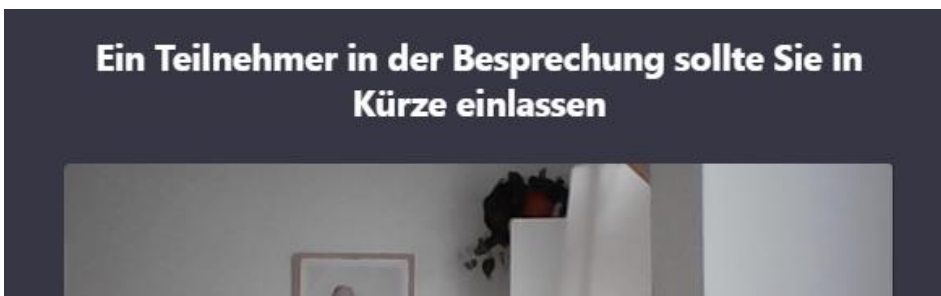 Ein Teilnehmer in der Besprechung sollte Sie in
Kürze einlassen